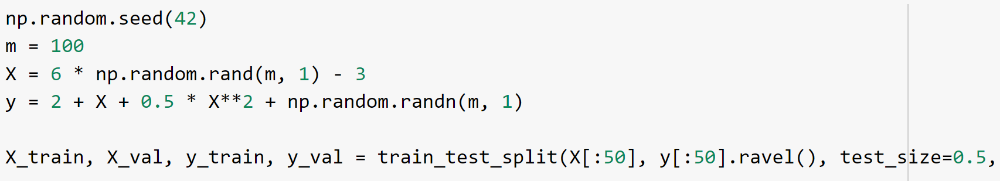 np.random.seed(42)
m = 100
X = 6 * np.random.rand(m, 1) - 3
y = 2 + X + 0.5 * X**2 + np.random.randn(m, 1)
X_train, X_val, y_train, y_val = train_test_split(X[:50], y[:50].ravel(), test_size=0.5,